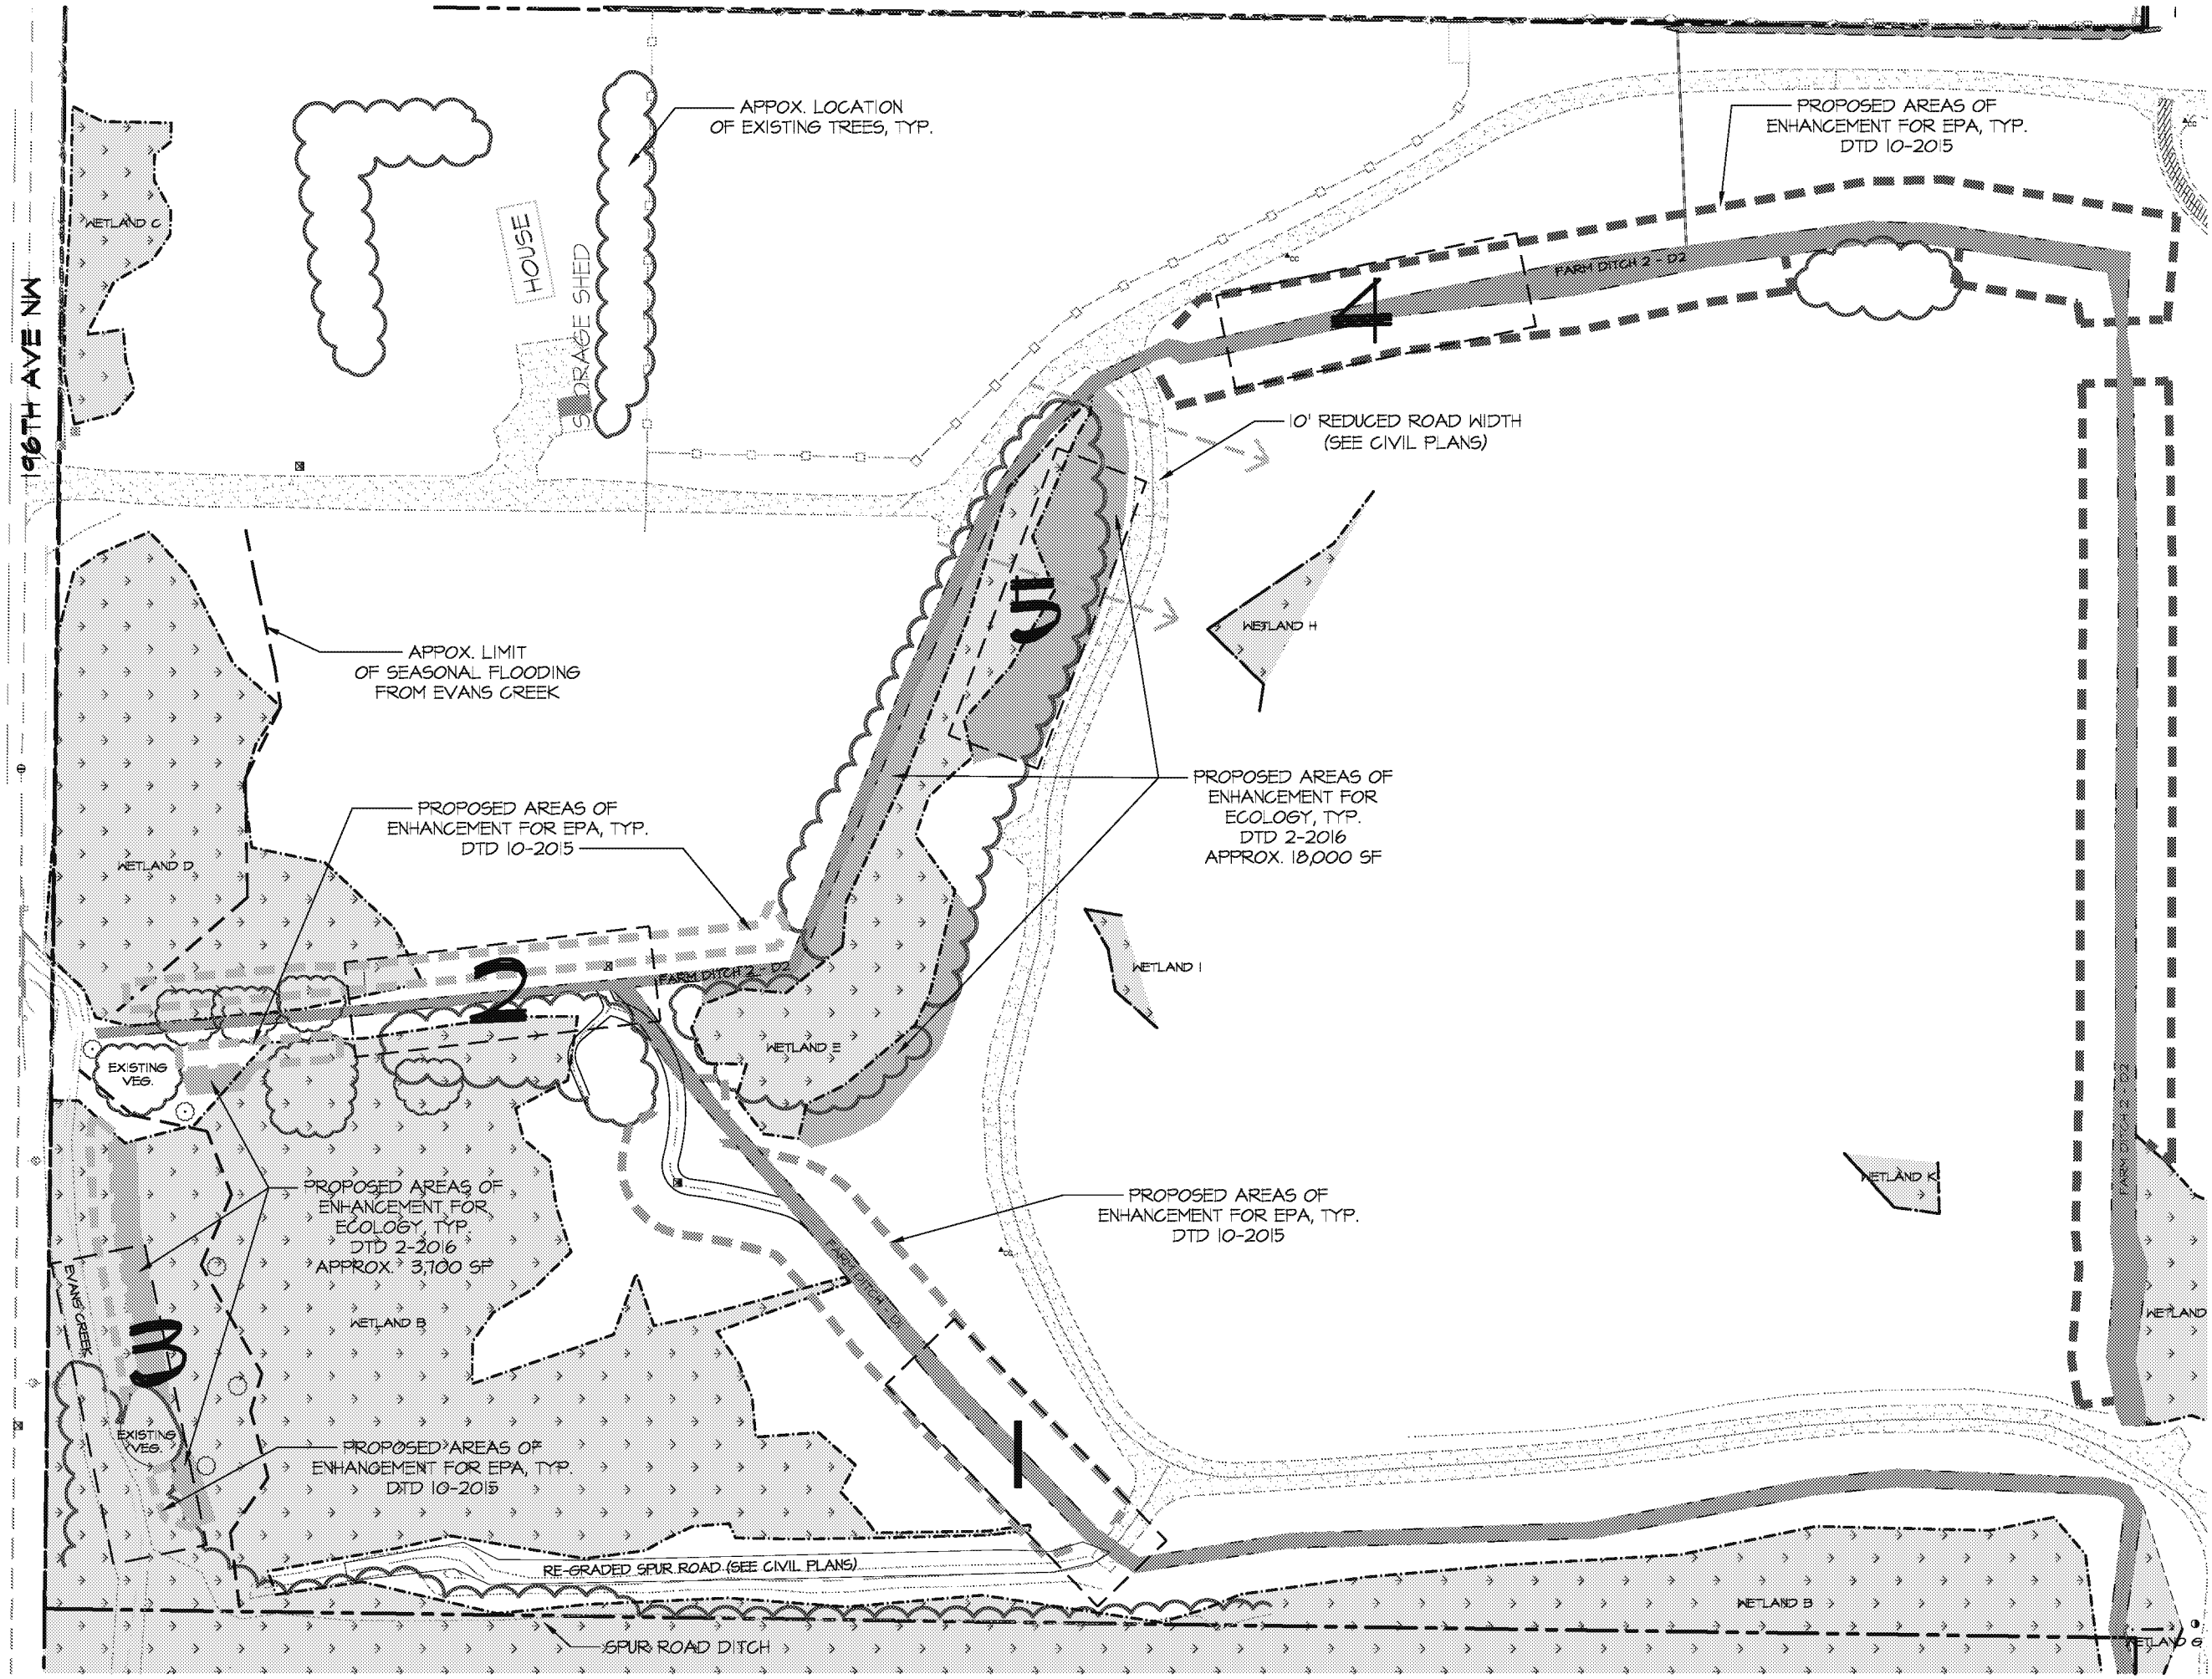 APPOX. LOCATION
OF EXISTING TREES, TYP.
PROPOSED AREAS OF
ENHANCEMENT FOR EPA, TYP.
DTD 10-2015
WETLAND C
HOUSE
STORAGE SHED
196TH AVE NW
FARM DITCH 2 - D2
4
10' REDUCED ROAD WIDTH
(SEE CIVIL PLANS)
5
WETLAND H
APPOX. LIMIT
OF SEASONAL FLOODING
FROM EVANS CREEK
PROPOSED AREAS OF
ENHANCEMENT FOR
ECOLOGY, TYP.
DTD 2-2016
APPROX. 18,000 SF
PROPOSED AREAS OF
ENHANCEMENT FOR EPA, TYP.
DTD 10-2015
WETLAND D
WETLAND I
FARM DITCH 2 - D2
2
WETLAND E
EXISTING
VEG.
FARM DITCH 2 - D2
WETLAND K
PROPOSED AREAS OF
ENHANCEMENT FOR
ECOLOGY, TYP.
DTD 2-2016
APPROX. 3,700 SF
PROPOSED AREAS OF
ENHANCEMENT FOR EPA, TYP.
DTD 10-2015
FARM DITCH - D1
EVANS CREEK
WETLAND B
WETLAND
3
EXISTING
VEG.
PROPOSED AREAS OF
ENHANCEMENT FOR EPA, TYP.
DTD 10-2015
1
RE-GRADED SPUR ROAD (SEE CIVIL PLANS)
WETLAND B
SPUR ROAD DITCH
WETLAND G